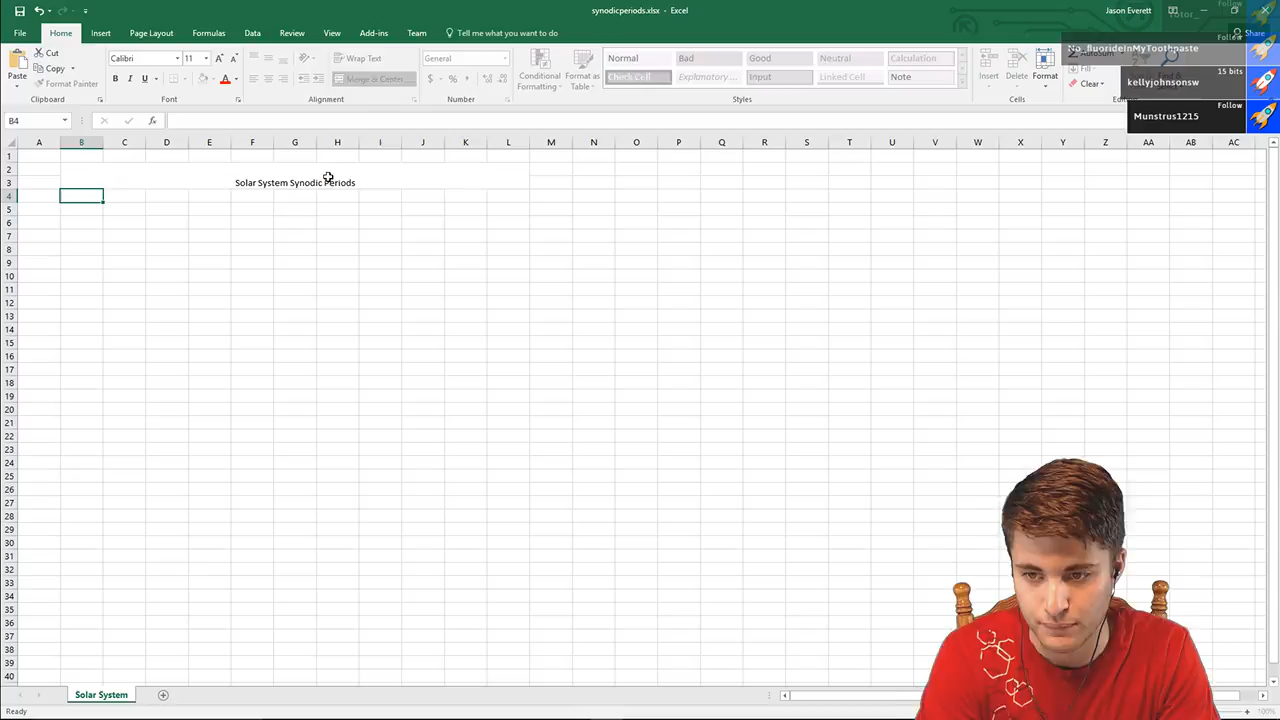 synodicperiods.xlsx - Excel
Jason Everett
File Home Insert Page Layout Formulas Data Review View Add-ins Team Tell me what you want to do
Share
Follow
Paste
Cut
Copy
Format Painter
Clipboard
Calibri 11
B I U
Font
Wrap Text
Merge & Center
Alignment
General
$ % ,
Number
Conditional Formatting
Format as Table
Normal Bad Good Neutral Calculation
Check Cell Explanatory ... Input Linked Cell Note
Styles
Insert Delete Format
Cells
AutoSum
Fill
Clear
Follow
No_fluorideInMyToothpaste
15 bits
kellyjohnsonsw
Follow
Munstrus1215
B4 fx
A B C D E F G H I J K L M N O P Q R S T U V W X Y Z AA AB AC
1
2
3 Solar System Synodic Periods
4
5
6
7
8
9
10
11
12
13
14
15
16
17
18
19
20
21
22
23
24
25
26
27
28
29
30
31
32
33
34
35
36
37
38
39
40
Solar System
Ready
100%